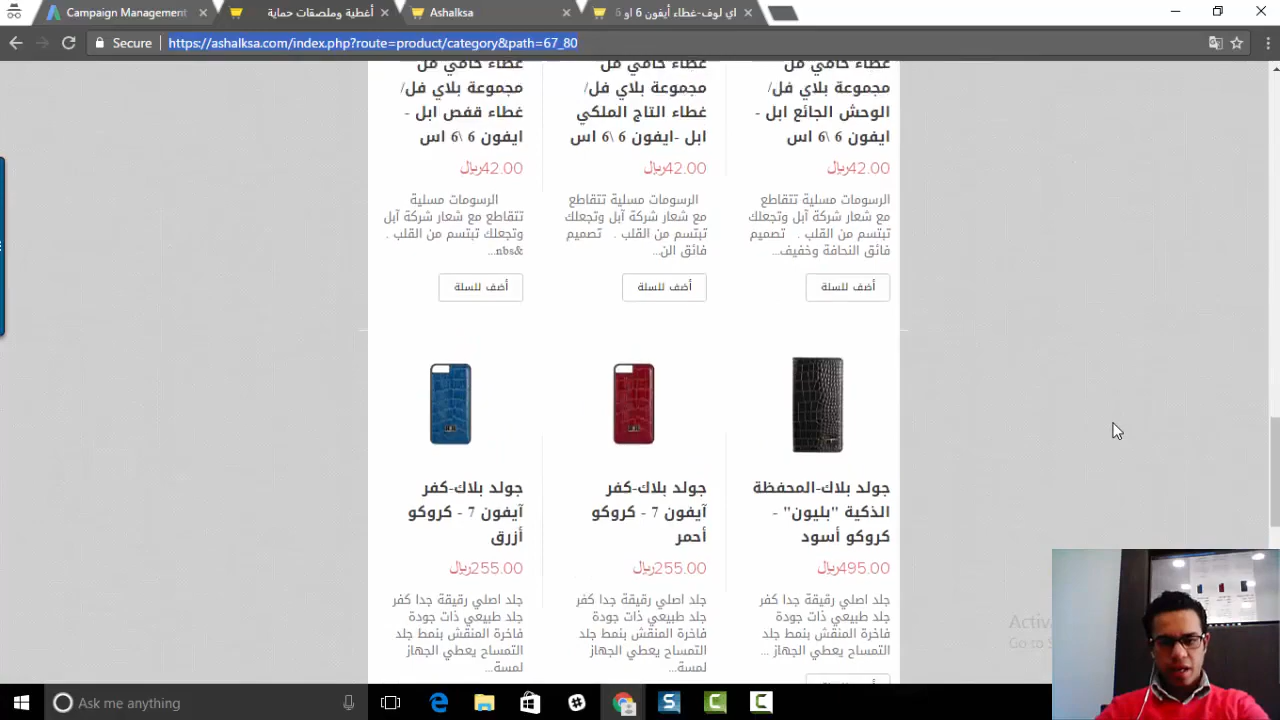 Campaign Management
أغطية وملصقات حماية
Ashalksa
اي لوف-غطاء أيفون 6 او 6
Secure
https://ashalksa.com/index.php?route=product/category&path=67_80
غطاء حامي من
مجموعة بلاي فل/
الوحش الجائع ابل -
ايفون 6 \6 اس
42.00ريال
الرسومات مسلية تتقاطع
مع شعار شركة آبل وتجعلك
تبتسم من القلب . تصميم
فائق النحافة وخفيف...
أضف للسلة
غطاء حامي من
مجموعة بلاي فل/
غطاء التاج الملكي
ابل -ايفون 6 \6 اس
42.00ريال
الرسومات مسلية تتقاطع
مع شعار شركة آبل وتجعلك
تبتسم من القلب . تصميم
فائق الن...
أضف للسلة
غطاء حامي من
مجموعة بلاي فل/
غطاء قفص ابل -
ايفون 6 \6 اس
42.00ريال
الرسومات مسلية
تتقاطع مع شعار شركة آبل
وتجعلك تبتسم من القلب .
&nbs...
أضف للسلة
جولد بلاك-المحفظة
الذكية "بليون" -
كروكو أسود
495.00ريال
جلد اصلي رقيقة جدا كفر
جلد طبيعي ذات جودة
فاخرة المنقش بنمط جلد
التمساح يعطي الجهاز ...
جولد بلاك-كفر
آيفون 7 - كروكو
أحمر
255.00ريال
جلد اصلي رقيقة جدا كفر
جلد طبيعي ذات جودة
فاخرة المنقش بنمط جلد
التمساح يعطي الجهاز
لمسة...
جولد بلاك-كفر
آيفون 7 - كروكو
أزرق
255.00ريال
جلد اصلي رقيقة جدا كفر
جلد طبيعي ذات جودة
فاخرة المنقش بنمط جلد
التمساح يعطي الجهاز
لمسة...
Go to
Ask me anything